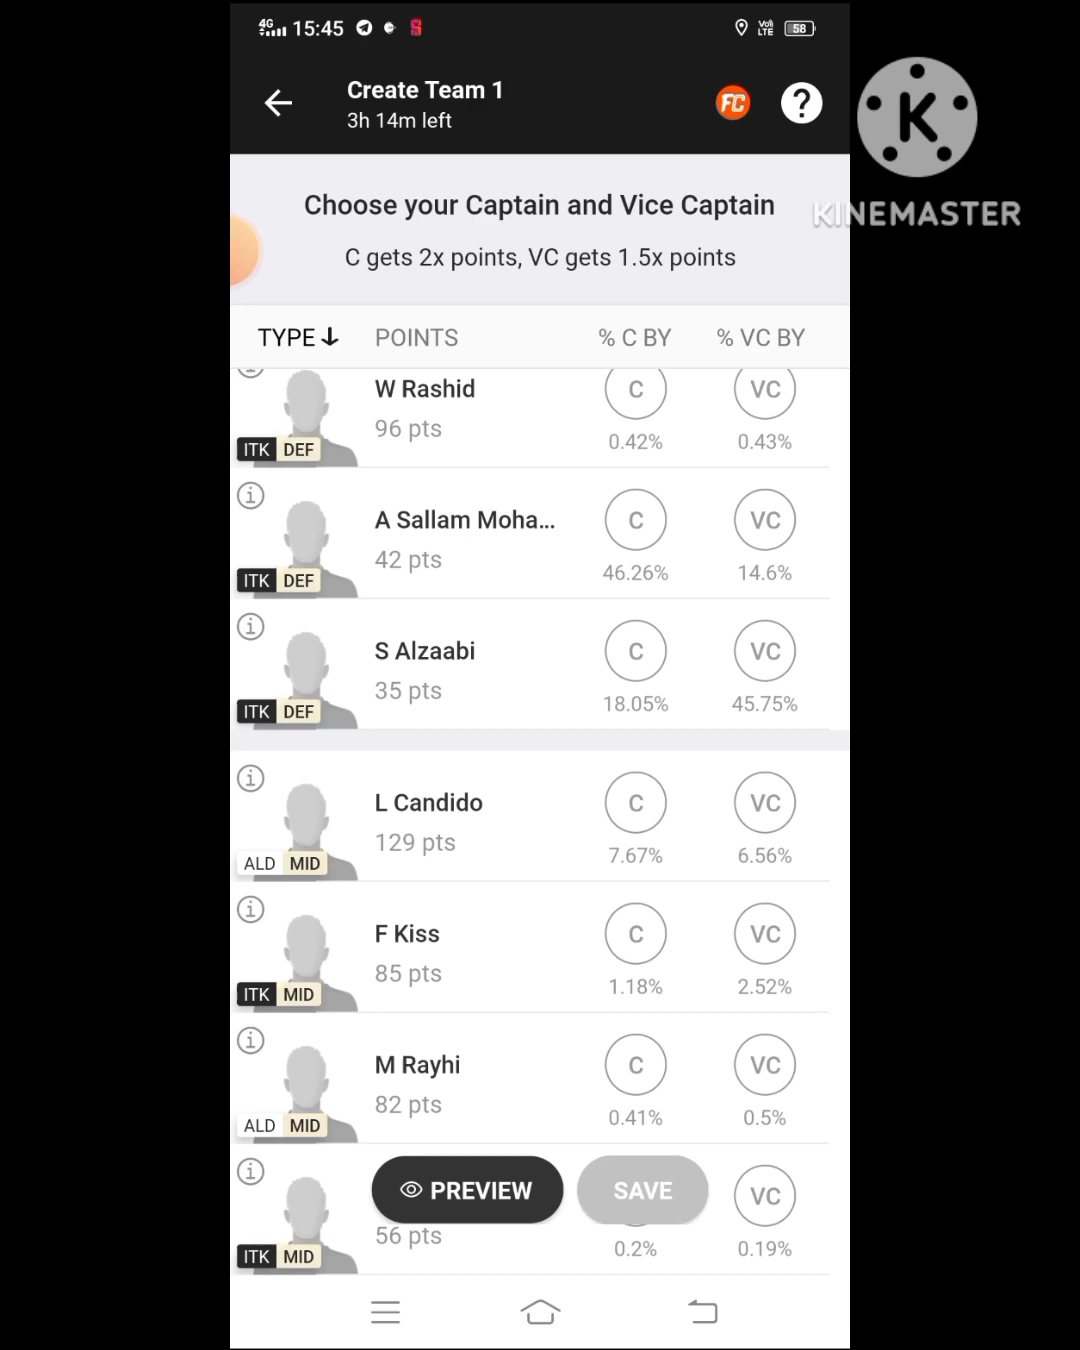 4G 15:45 VoI LTE 58
Create Team 1
3h 14m left
FC ?
K
KINEMASTER
Choose your Captain and Vice Captain
C gets 2x points, VC gets 1.5x points
TYPE POINTS % C BY % VC BY
W Rashid C VC
96 pts 0.42% 0.43%
ITK DEF
A Sallam Moha... C VC
42 pts 46.26% 14.6%
ITK DEF
S Alzaabi C VC
35 pts 18.05% 45.75%
ITK DEF
L Candido C VC
129 pts 7.67% 6.56%
ALD MID
F Kiss C VC
85 pts 1.18% 2.52%
ITK MID
M Rayhi C VC
82 pts 0.41% 0.5%
ALD MID
PREVIEW SAVE VC
56 pts 0.2% 0.19%
ITK MID